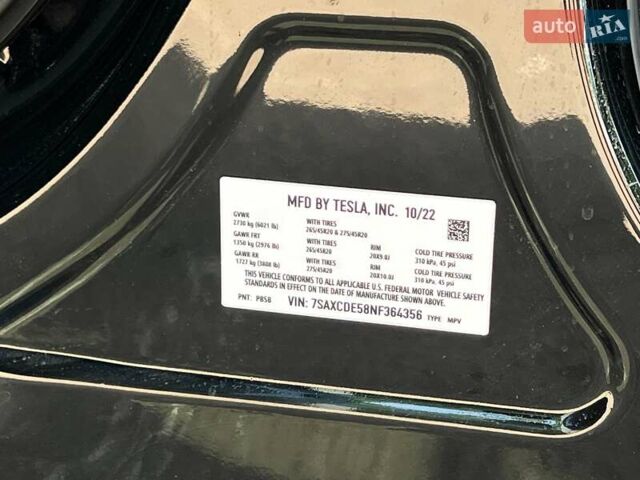 auto RIA.com
MFD BY TESLA, INC. 10/22
GVWR
2730 kg (6021 lb) WITH TIRES 265/45R20 & 275/45R20
GAWR FRT
1350 kg (2976 lb) WITH TIRES 265/45R20 RIM 20X9.0J COLD TIRE PRESSURE 310 kPa, 45 psi
GAWR RR
1727 kg (3808 lb) WITH TIRES 275/45R20 RIM 20X10.0J COLD TIRE PRESSURE 310 kPa, 45 psi
THIS VEHICLE CONFORMS TO ALL APPLICABLE U.S. FEDERAL MOTOR VEHICLE SAFETY
STANDARDS IN EFFECT ON THE DATE OF MANUFACTURE SHOWN ABOVE.
PNT: PBSB VIN: 7SAXCDE58NF364356 TYPE MPV